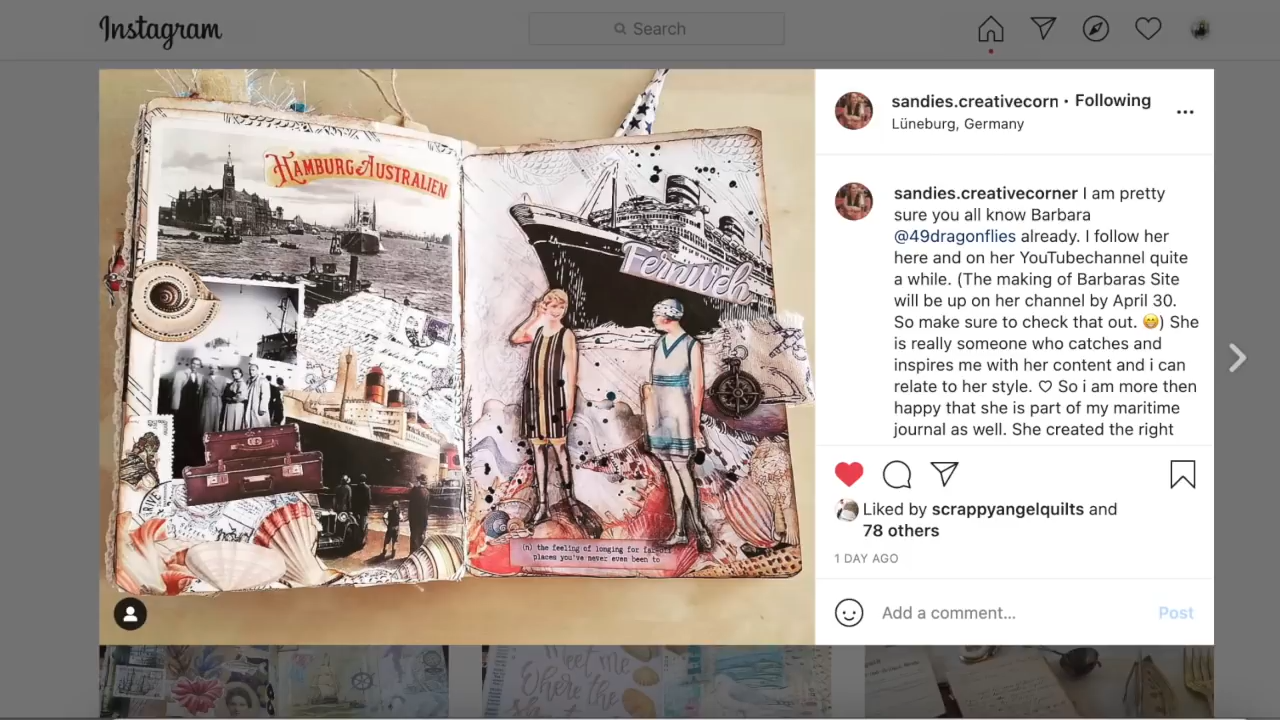 Instagram
Search
sandies.creativecorn • Following
Lüneburg, Germany
sandies.creativecorner I am pretty
sure you all know Barbara
@49dragonflies already. I follow her
here and on her YouTubechannel quite
a while. (The making of Barbaras Site
will be up on her channel by April 30.
So make sure to check that out. 😁) She
is really someone who catches and
inspires me with her content and i can
relate to her style. ♡ So i am more then
happy that she is part of my maritime
journal as well. She created the right
Liked by scrappyangelquilts and
78 others
1 DAY AGO
Add a comment...
Post
HAMBURG AUSTRALIEN
Fernweh
(n) the feeling of longing for far-off
places you've never even been to
Meet me
where the